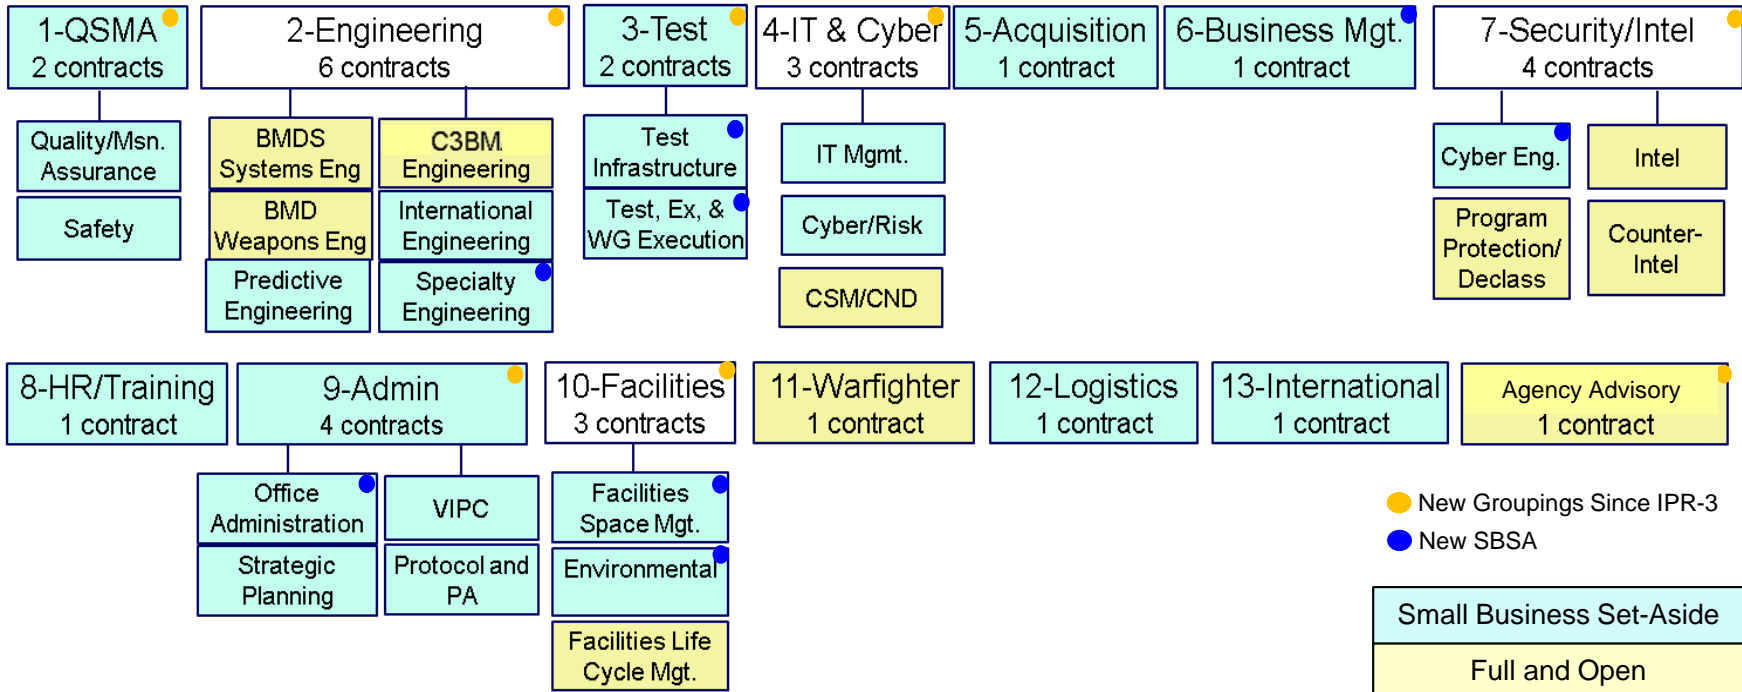 1-QSMA
2 contracts
2-Engineering
6 contracts
3-Test
2 contracts
4-IT & Cyber
3 contracts
5-Acquisition
1 contract
6-Business Mgt.
1 contract
7-Security/Intel
4 contracts
Quality/Msn.
Assurance
Safety
BMDS
Systems Eng
BMD
Weapons Eng
Predictive
Engineering
C3BM
Engineering
International
Engineering
Specialty
Engineering
Test
Infrastructure
Test, Ex, &
WG Execution
IT Mgmt.
Cyber/Risk
CSM/CND
Cyber Eng.
Program
Protection/
Declass
Intel
Counter-
Intel
8-HR/Training
1 contract
9-Admin
4 contracts
10-Facilities
3 contracts
11-Warfighter
1 contract
12-Logistics
1 contract
13-International
1 contract
Agency Advisory
1 contract
Office
Administration
Strategic
Planning
VIPC
Protocol and
PA
Facilities
Space Mgt.
Environmental
Facilities Life
Cycle Mgt.
New Groupings Since IPR-3
New SBSA
Small Business Set-Aside
Full and Open